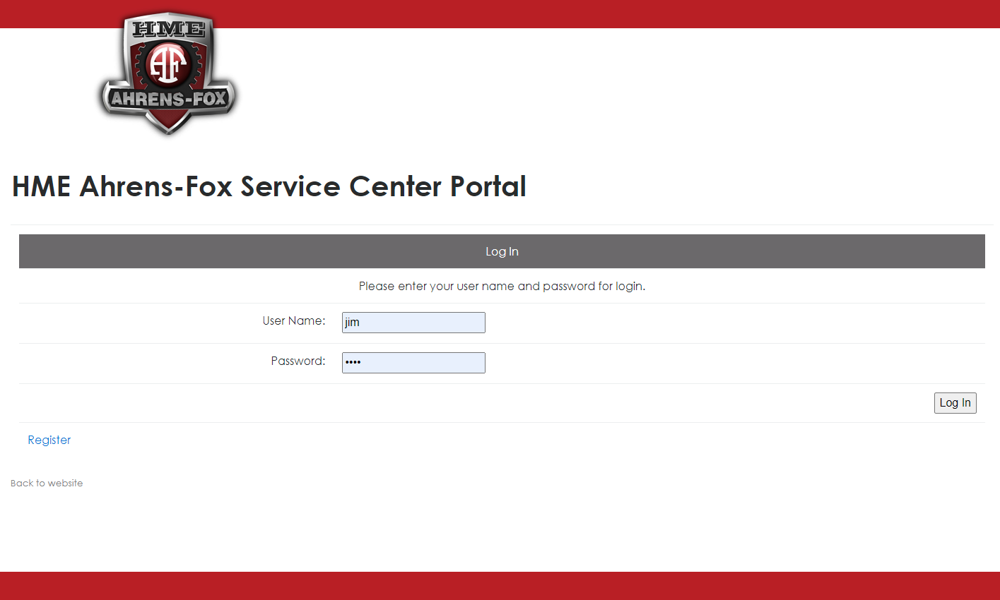 HME
AF
AHRENS-FOX
HME Ahrens-Fox Service Center Portal
Log In
Please enter your user name and password for login.
User Name: jim
Password: ••••
Log In
Register
Back to website